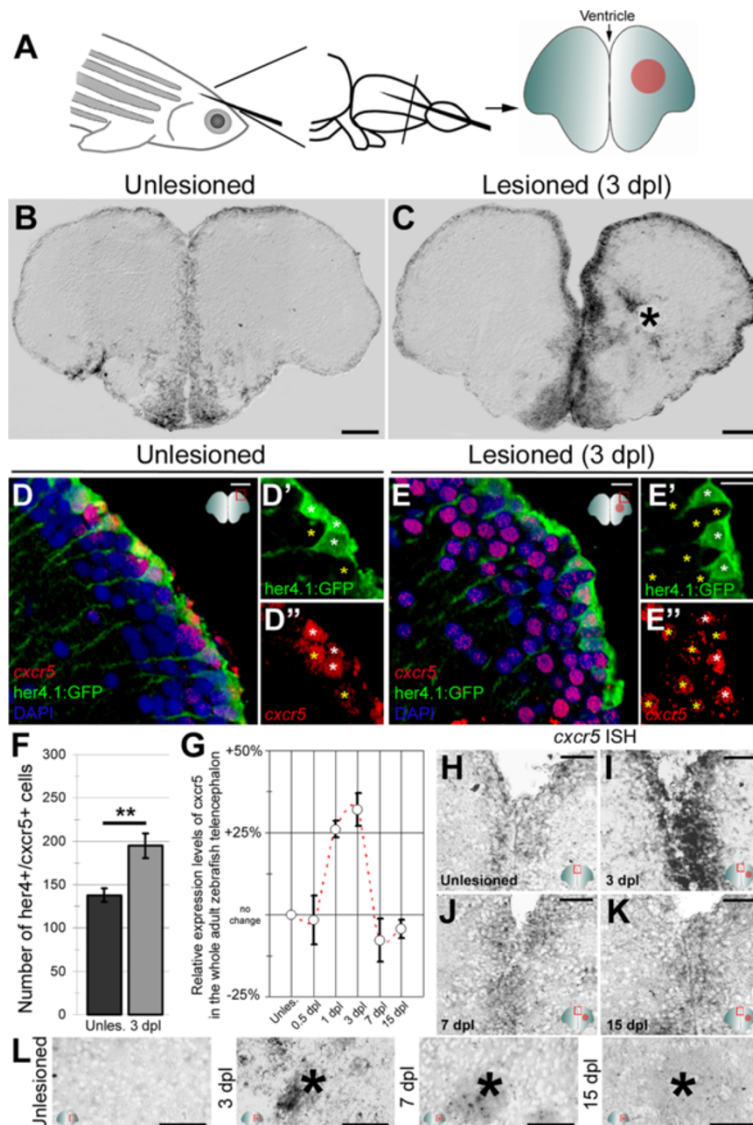 Ventricle
A
Unlesioned
Lesioned (3 dpl)
B
C
*
Unlesioned
Lesioned (3 dpl)
D
cxcr5
her4.1:GFP
DAPI
D'
* * * * *
her4.1:GFP
D''
* * * * *
cxcr5
E
cxcr5
her4.1:GFP
DAPI
E'
her4.1:GFP
E''
cxcr5
F
Number of her4+/cxcr5+ cells
300
250
200
150
100
50
0
**
Unles. 3 dpl
G
Relative expression levels of cxcr5
in the whole adult zebrafish telencephalon
+50%
+25%
no change
-25%
Unles.
0.5 dpl
1 dpl
3 dpl
7 dpl
15 dpl
cxcr5 ISH
H
Unlesioned
I
3 dpl
J
7 dpl
K
15 dpl
L
Unlesioned
3 dpl
*
7 dpl
*
15 dpl
*